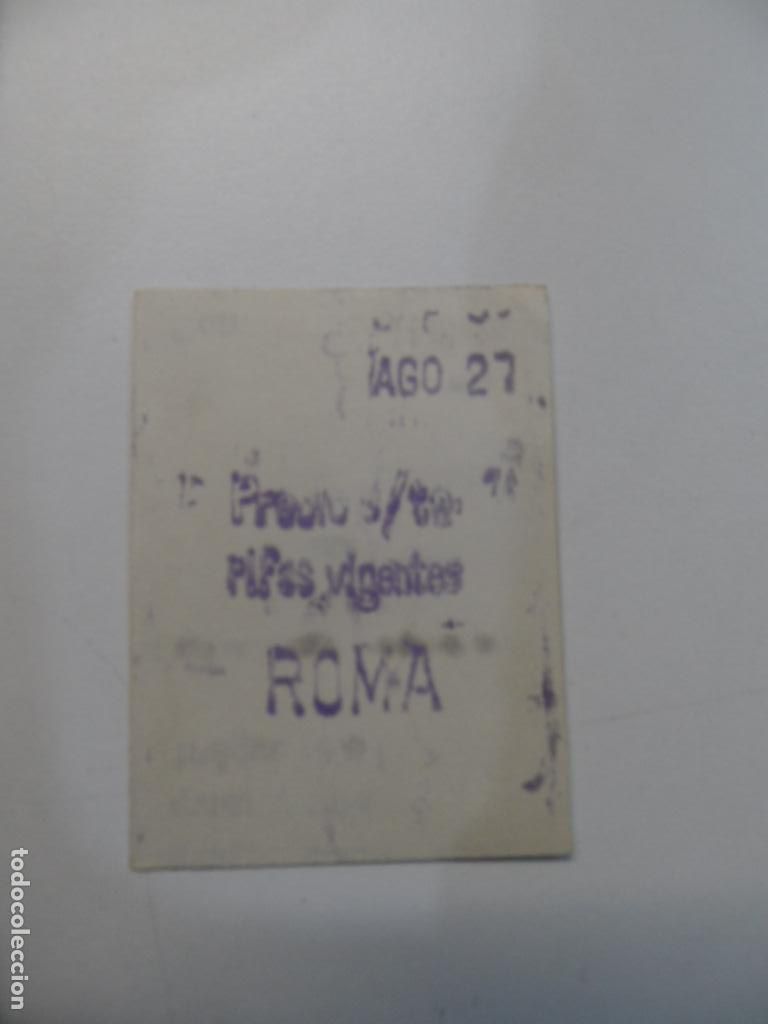 AGO 27
Precio s/ta-
rifas vigentes
ROMA
todocoleccion